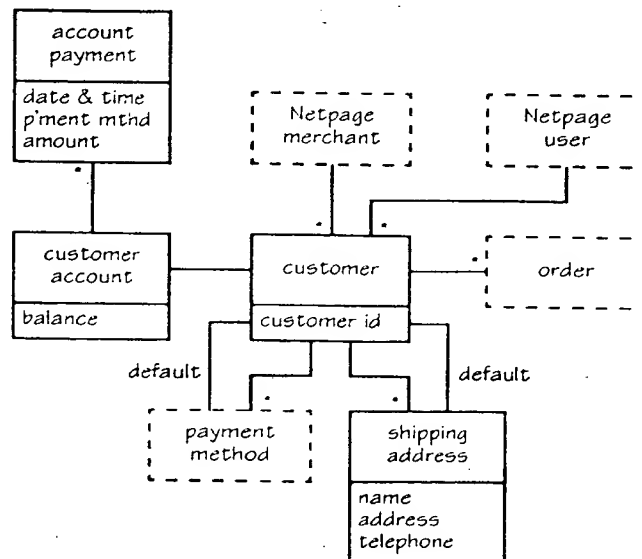 account
payment
date & time
p'ment mthd
amount
Netpage
merchant
Netpage
user
customer
account
balance
customer
customer id
order
default
default
payment
method
shipping
address
name
address
telephone